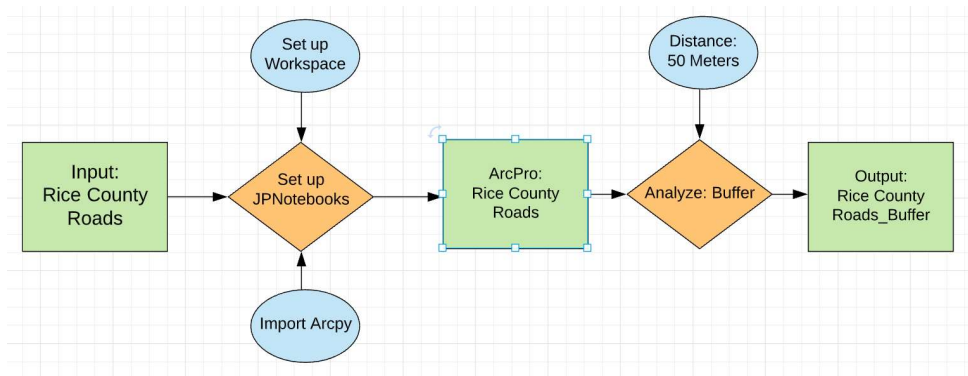 Set up
Workspace
Distance:
50 Meters
Input:
Rice County
Roads
Set up
JPNotebooks
ArcPro:
Rice County
Roads
Analyze: Buffer
Output:
Rice County
Roads_Buffer
Import Arcpy